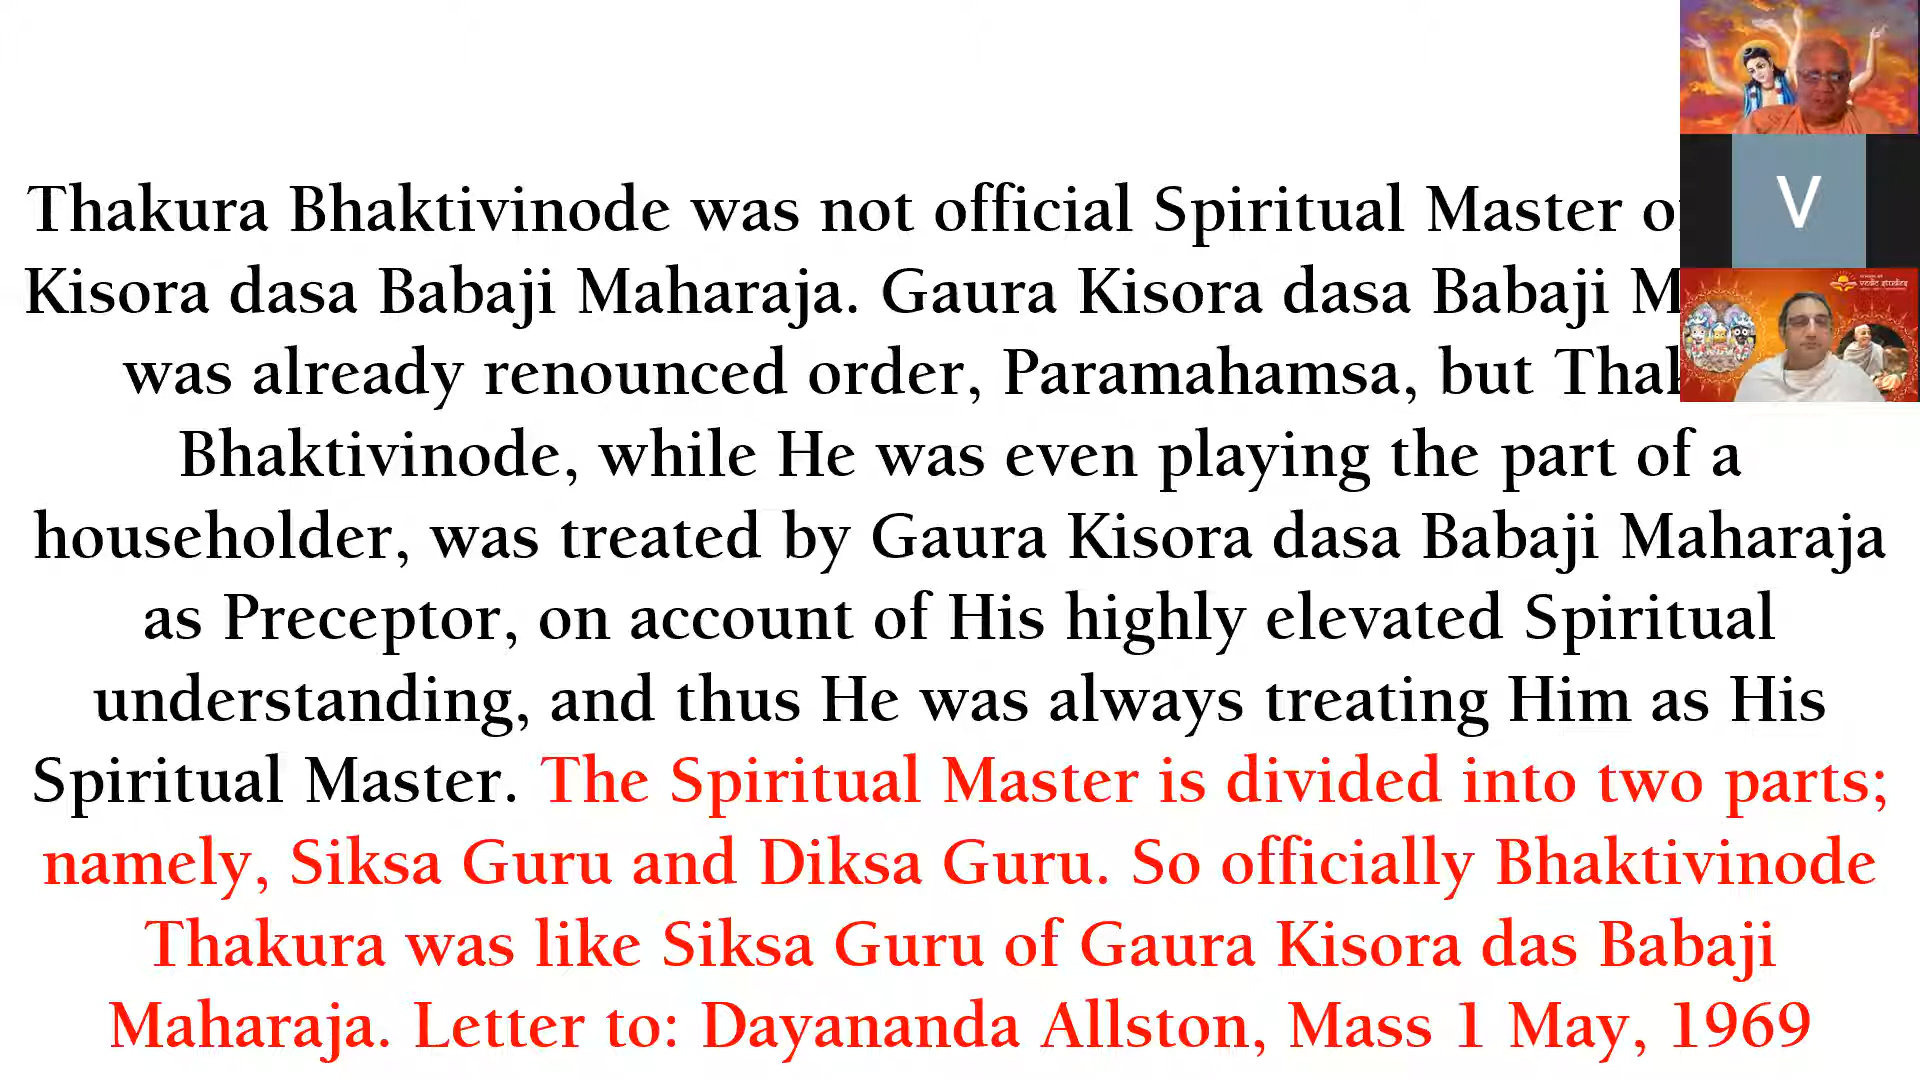 Thakura Bhaktivinode was not official Spiritual Master
Kisora dasa Babaji Maharaja. Gaura Kisora dasa Babaji
was already renounced order, Paramahamsa, but
Bhaktivinode, while He was even playing the part of a
householder, was treated by Gaura Kisora dasa Babaji Maharaja
as Preceptor, on account of His highly elevated Spiritual
understanding, and thus He was always treating Him as His
Spiritual Master. The Spiritual Master is divided into two parts;
namely, Siksa Guru and Diksa Guru. So officially Bhaktivinode
Thakura was like Siksa Guru of Gaura Kisora das Babaji
Maharaja. Letter to: Dayananda Allston, Mass 1 May, 1969
V
vedic studies